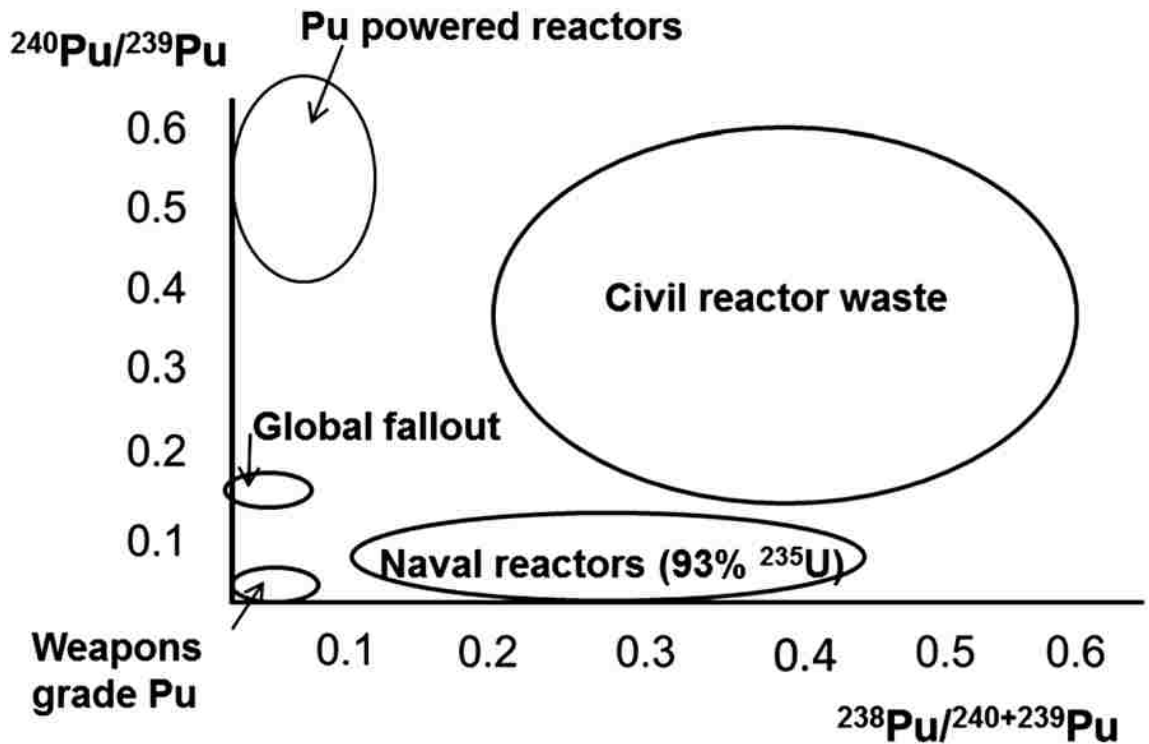 Pu powered reactors
²⁴⁰Pu/²³⁹Pu
0.6
0.5
0.4
Civil reactor waste
0.3
Global fallout
0.2
0.1
Naval reactors (93% ²³⁵U)
Weapons
grade Pu
0.1 0.2 0.3 0.4 0.5 0.6
²³⁸Pu/²⁴⁰⁺²³⁹Pu